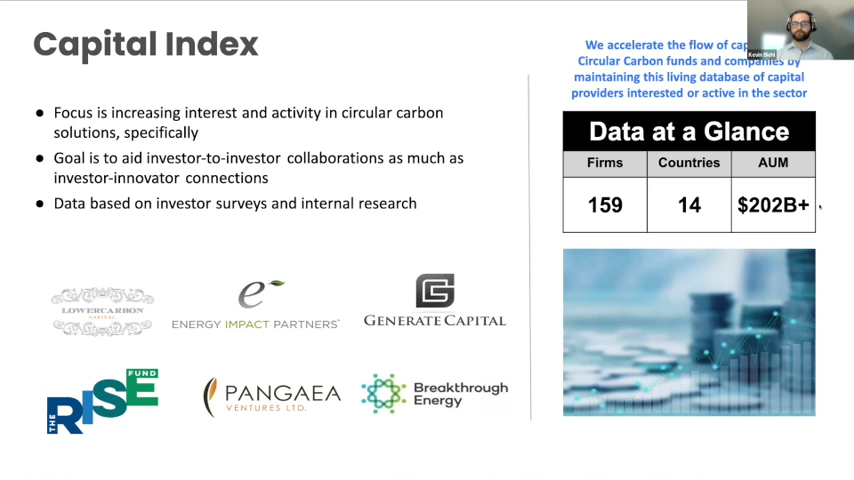 Capital Index
● Focus is increasing interest and activity in circular carbon
solutions, specifically
● Goal is to aid investor-to-investor collaborations as much as
investor-innovator connections
● Data based on investor surveys and internal research
LOWERCARBON
CAPITAL
e
ENERGY IMPACT PARTNERS
G
GENERATE CAPITAL
THE RISE FUND
PANGAEA
VENTURES LTD.
Breakthrough
Energy
We accelerate the flow of
Circular Carbon funds and companies by
maintaining this living database of capital
providers interested or active in the sector
Data at a Glance
Firms Countries AUM
159 14 $202B+
Kevin